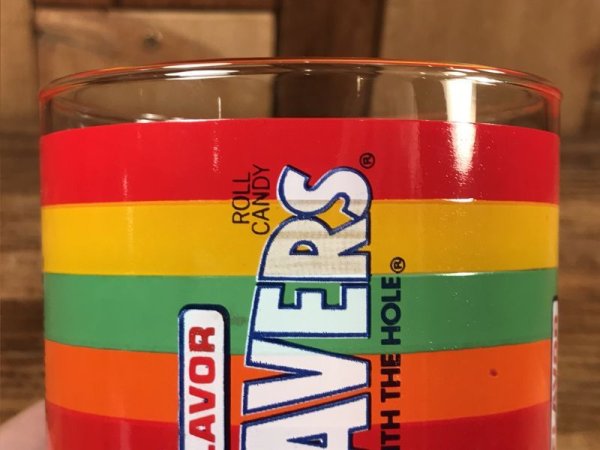 ROLL
CANDY
AVERS®
ITH THE HOLE®
LAVOR